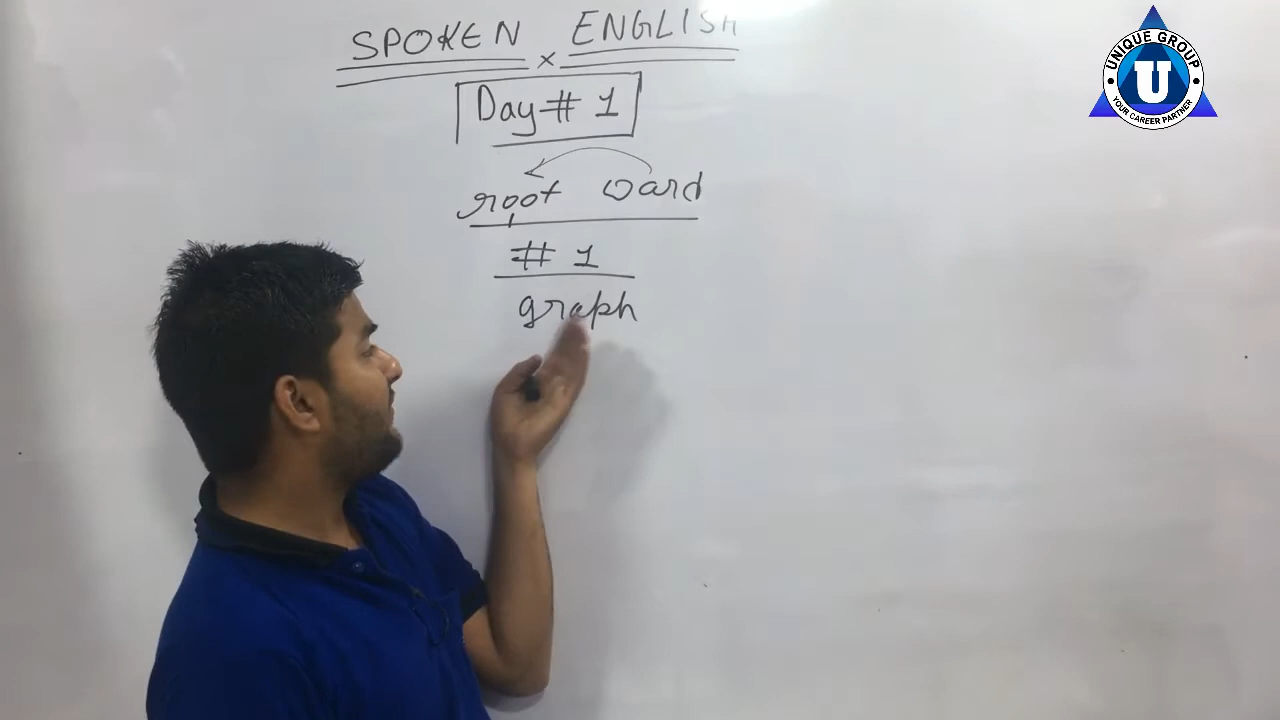 SPOKEN x ENGLISH
Day # 1
root word
# 1
graph
UNIQUE GROUP
U
YOUR CAREER PARTNER